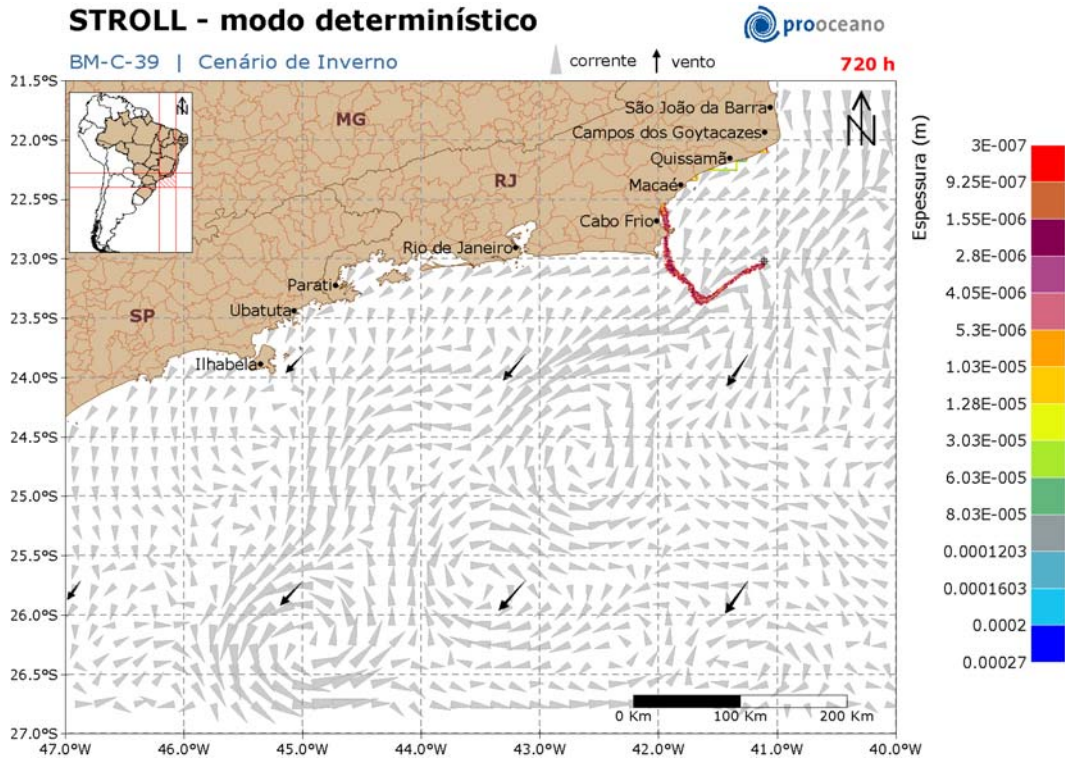 STROLL - modo determinístico
prooceano
BM-C-39 | Cenário de Inverno
corrente
vento
720 h
21.5°S
22.0°S
22.5°S
23.0°S
23.5°S
24.0°S
24.5°S
25.0°S
25.5°S
26.0°S
26.5°S
27.0°S
N
MG
RJ
SP
São João da Barra
Campos dos Goytacazes
Quissamã
Macaé
Cabo Frio
Rio de Janeiro
Parati
Ubatuta
Ilhabela
N
0 Km
100 Km
200 Km
47.0°W
46.0°W
45.0°W
44.0°W
43.0°W
42.0°W
41.0°W
40.0°W
Espessura (m)
3E-007
9.25E-007
1.55E-006
2.8E-006
4.05E-006
5.3E-006
1.03E-005
1.28E-005
3.03E-005
6.03E-005
8.03E-005
0.0001203
0.0001603
0.0002
0.00027